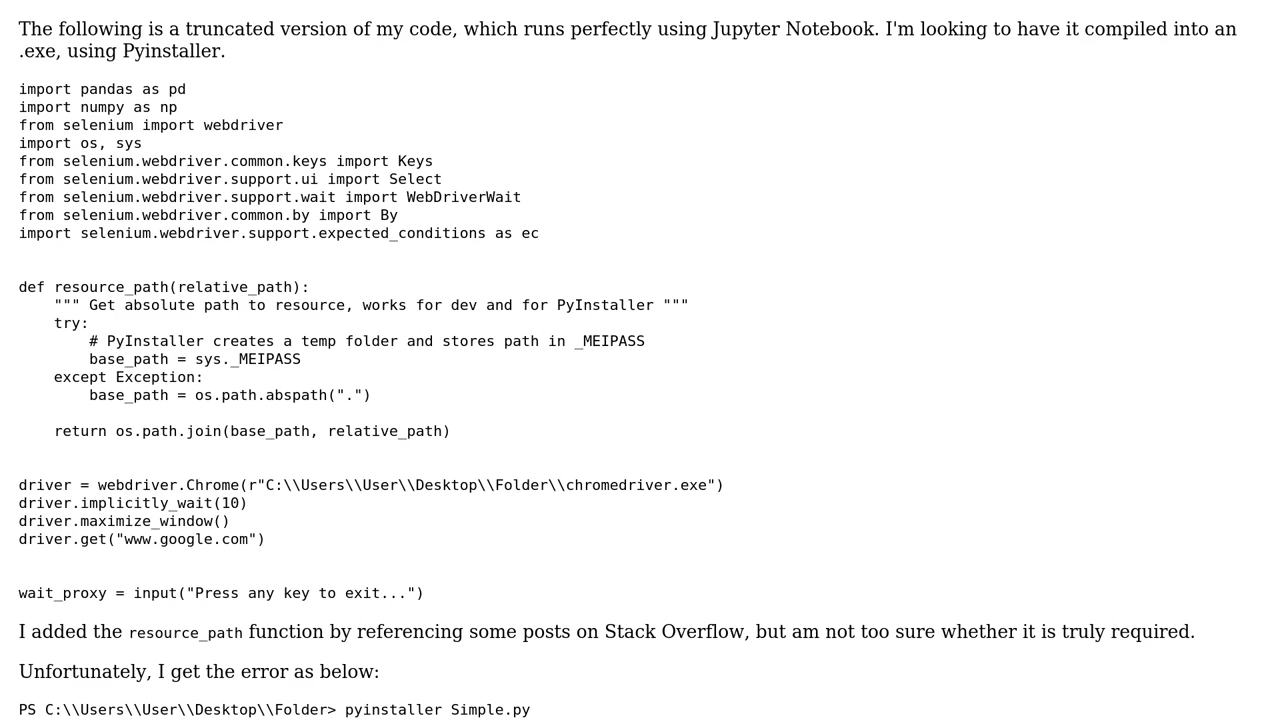 The following is a truncated version of my code, which runs perfectly using Jupyter Notebook. I'm looking to have it compiled into an
.exe, using Pyinstaller.
import pandas as pd
import numpy as np
from selenium import webdriver
import os, sys
from selenium.webdriver.common.keys import Keys
from selenium.webdriver.support.ui import Select
from selenium.webdriver.support.wait import WebDriverWait
from selenium.webdriver.common.by import By
import selenium.webdriver.support.expected_conditions as ec
def resource_path(relative_path):
    """ Get absolute path to resource, works for dev and for PyInstaller """
    try:
        # PyInstaller creates a temp folder and stores path in _MEIPASS
        base_path = sys._MEIPASS
    except Exception:
        base_path = os.path.abspath(".")
    return os.path.join(base_path, relative_path)
driver = webdriver.Chrome(r"C:\\Users\\User\\Desktop\\Folder\\chromedriver.exe")
driver.implicitly_wait(10)
driver.maximize_window()
driver.get("www.google.com")
wait_proxy = input("Press any key to exit...")
I added the resource_path function by referencing some posts on Stack Overflow, but am not too sure whether it is truly required.
Unfortunately, I get the error as below:
PS C:\\Users\\User\\Desktop\\Folder> pyinstaller Simple.py